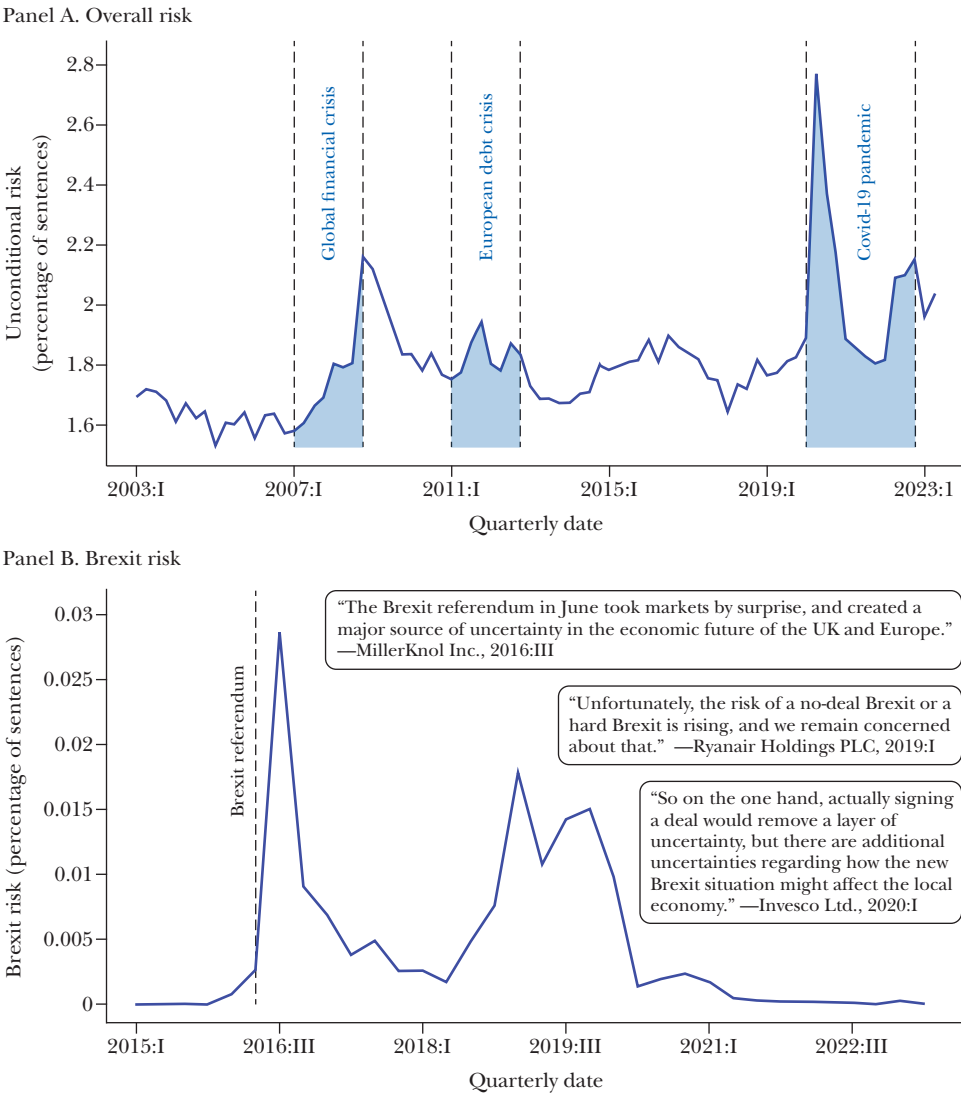 Panel A. Overall risk
Unconditional risk
(percentage of sentences)
2.8
2.6
2.4
2.2
2
1.8
1.6
Global financial crisis
European debt crisis
Covid-19 pandemic
2003:I
2007:I
2011:I
2015:I
2019:I
2023:1
Quarterly date
Panel B. Brexit risk
Brexit risk (percentage of sentences)
0.03
0.025
0.02
0.015
0.01
0.005
0
Brexit referendum
“The Brexit referendum in June took markets by surprise, and created a
major source of uncertainty in the economic future of the UK and Europe.”
—MillerKnol Inc., 2016:III
“Unfortunately, the risk of a no-deal Brexit or a
hard Brexit is rising, and we remain concerned
about that.” —Ryanair Holdings PLC, 2019:I
“So on the one hand, actually signing
a deal would remove a layer of
uncertainty, but there are additional
uncertainties regarding how the new
Brexit situation might affect the local
economy.” —Invesco Ltd., 2020:I
2015:I
2016:III
2018:I
2019:III
2021:I
2022:III
Quarterly date